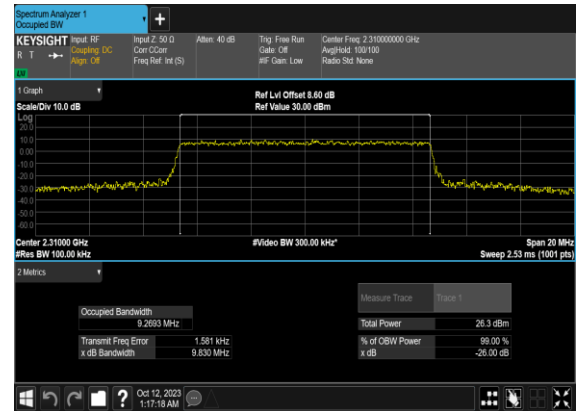 Spectrum Analyzer 1
Occupied BW
+
KEYSIGHT Input: RF Input Z: 50 Ω Atten: 40 dB Trig: Free Run Center Freq: 2.310000000 GHz
R T Coupling: DC Corr CCorr Gate: Off Avg|Hold: 100/100
Align: Off Freq Ref: Int (S) #IF Gain: Low Radio Std: None
LXI
1 Graph
Ref Lvl Offset 8.60 dB
Scale/Div 10.0 dB Ref Value 30.00 dBm
Log
20.0
10.0
0.00
-10.0
-20.0
-30.0
-40.0
-50.0
-60.0
Center 2.31000 GHz #Video BW 300.00 kHz* Span 20 MHz
#Res BW 100.00 kHz Sweep 2.53 ms (1001 pts)
2 Metrics
Measure Trace Trace 1
Occupied Bandwidth
9.2693 MHz
Total Power 26.3 dBm
Transmit Freq Error 1.581 kHz
% of OBW Power 99.00 %
x dB Bandwidth 9.830 MHz
x dB -26.00 dB
?
Oct 12, 2023
1:17:18 AM